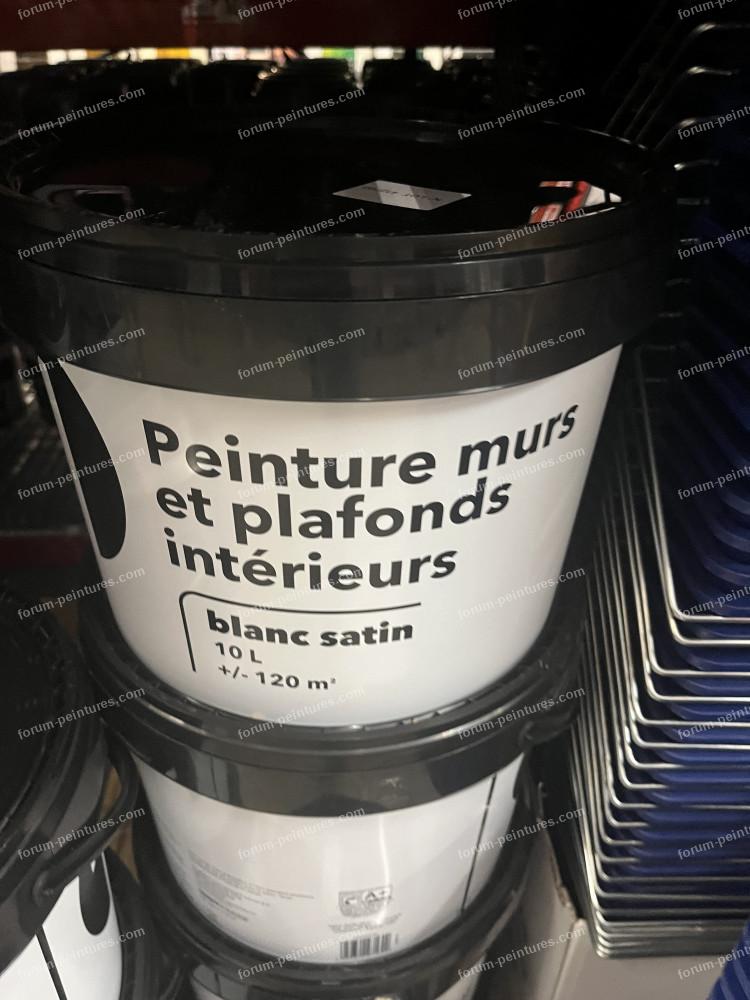 Peinture murs
et plafonds
intérieurs
blanc satin
10 L
+/- 120 m²
A+
forum-peintures.com